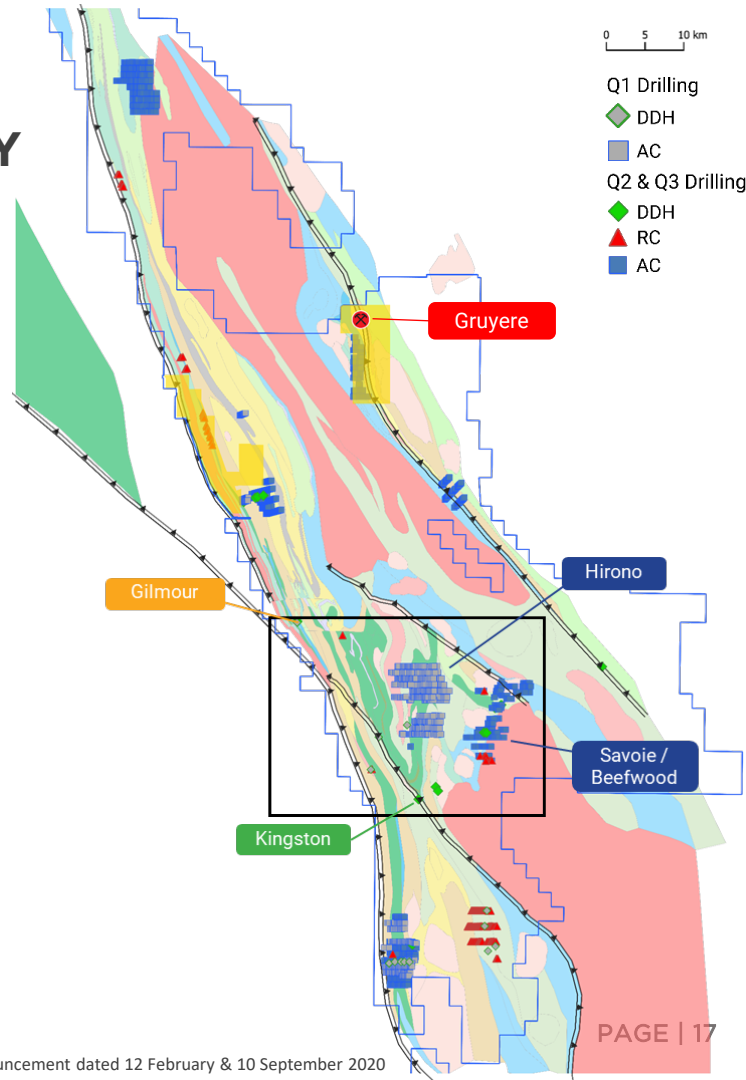 Y
0 5 10 km
Q1 Drilling
DDH
AC
Q2 & Q3 Drilling
DDH
RC
AC
Gruyere
Hirono
Gilmour
Savoie /
Beefwood
Kingston
PAGE | 17
uncement dated 12 February & 10 September 2020